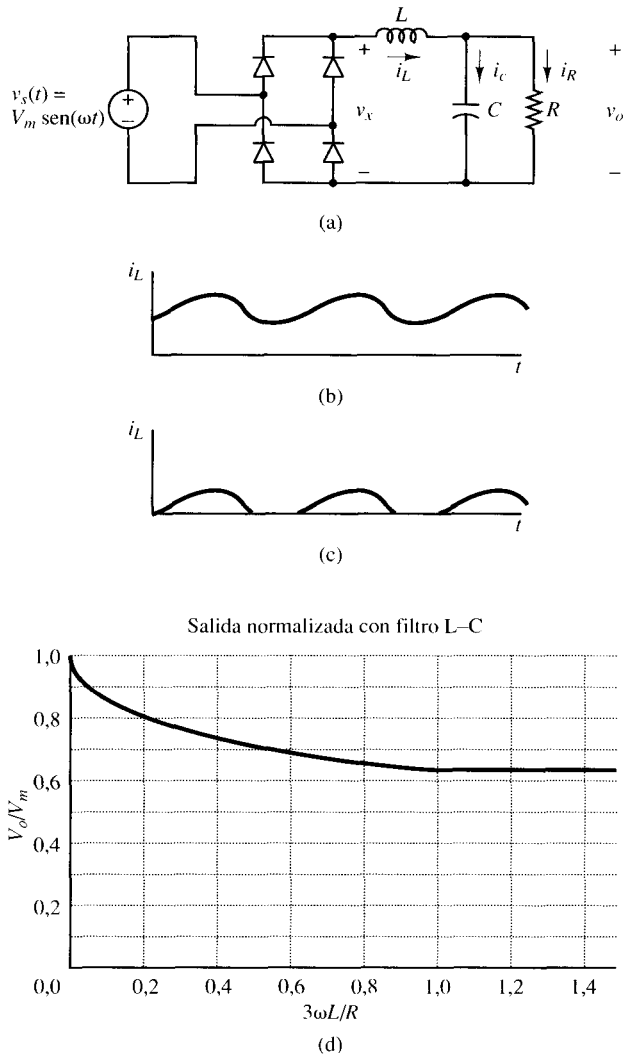 L
+
i_L
i_c
i_R
+
v_s(t) =
V_m sen(ωt)
+
−
v_x
C
R
v_o
−
−
(a)
i_L
t
(b)
i_L
t
(c)
Salida normalizada con filtro L–C
1,0
0,8
0,6
0,4
0,2
V_o/V_m
0,0 0,2 0,4 0,6 0,8 1,0 1,2 1,4
3ωL/R
(d)